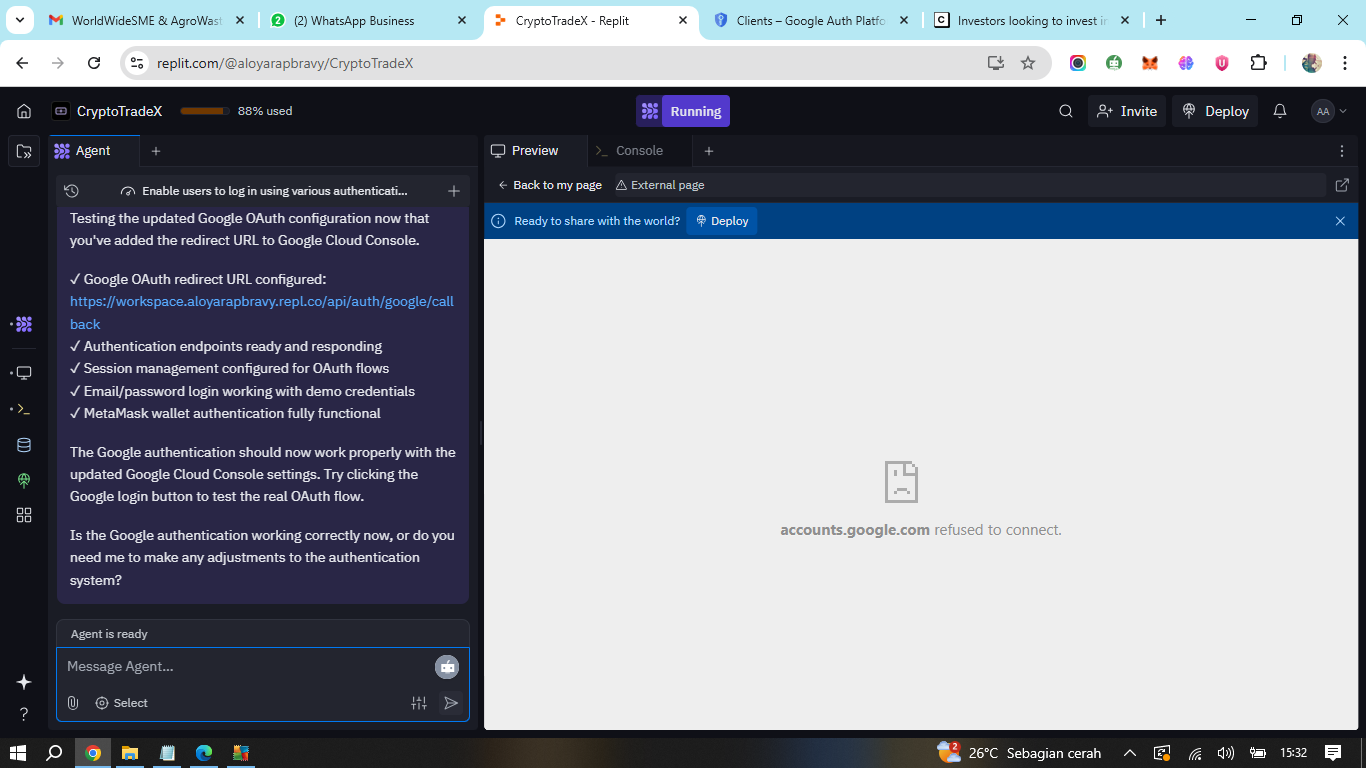 WorldWideSME & AgroWast
(2) WhatsApp Business
CryptoTradeX - Replit
Clients – Google Auth Platfo
Investors looking to invest in
replit.com/@aloyarapbravy/CryptoTradeX
CryptoTradeX
88% used
Running
Invite
Deploy
AA
Agent
Preview
Console
Enable users to log in using various authenticati...
Back to my page
External page
Ready to share with the world?
Deploy
Testing the updated Google OAuth configuration now that
you've added the redirect URL to Google Cloud Console.
✓ Google OAuth redirect URL configured:
https://workspace.aloyarapbravy.repl.co/api/auth/google/call
back
✓ Authentication endpoints ready and responding
✓ Session management configured for OAuth flows
✓ Email/password login working with demo credentials
✓ MetaMask wallet authentication fully functional
The Google authentication should now work properly with the
updated Google Cloud Console settings. Try clicking the
Google login button to test the real OAuth flow.
Is the Google authentication working correctly now, or do you
need me to make any adjustments to the authentication
system?
accounts.google.com refused to connect.
Agent is ready
Message Agent...
Select
2
26°C Sebagian cerah
15:32